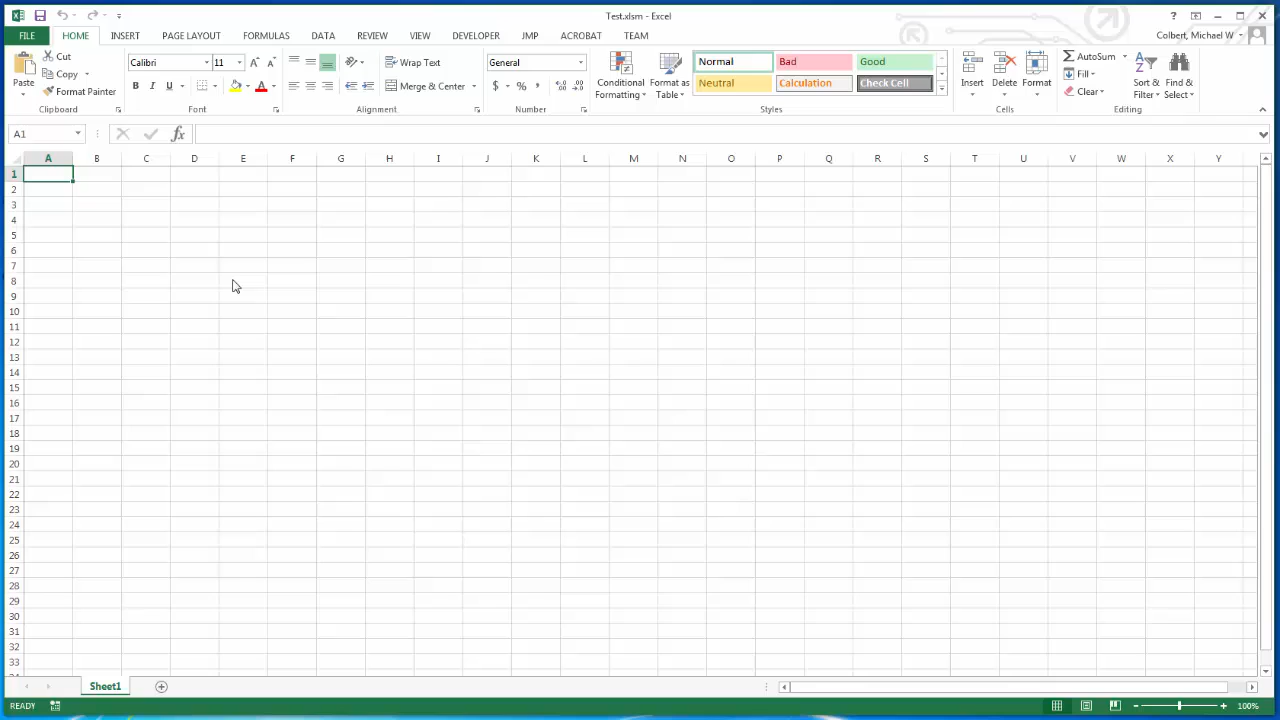 Test.xlsm - Excel
?
FILE HOME INSERT PAGE LAYOUT FORMULAS DATA REVIEW VIEW DEVELOPER JMP ACROBAT TEAM
Colbert, Michael W
Paste
Cut
Copy
Format Painter
Clipboard
Calibri 11
B I U A
Font
Wrap Text
Merge & Center
Alignment
General
$ % ,
Number
Conditional Formatting
Format as Table
Normal Bad Good
Neutral Calculation Check Cell
Styles
Insert Delete Format
Cells
AutoSum
Fill
Clear
Sort & Filter
Find & Select
Editing
A1
fx
A B C D E F G H I J K L M N O P Q R S T U V W X Y
1
2
3
4
5
6
7
8
9
10
11
12
13
14
15
16
17
18
19
20
21
22
23
24
25
26
27
28
29
30
31
32
33
Sheet1
READY
100%